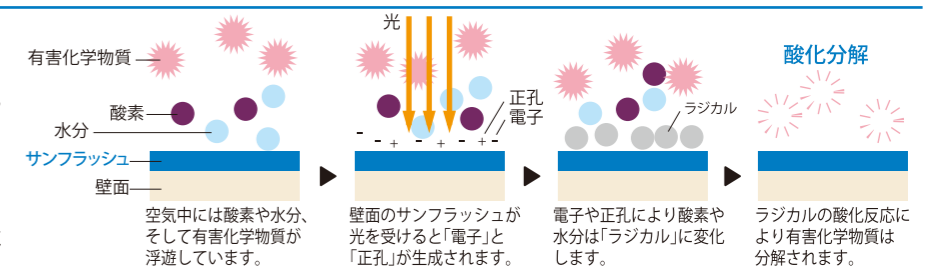 有害化学物質
酸素
水分
サンフラッシュ
壁面
空気中には酸素や水分、
そして有害化学物質が
浮遊しています。
光
正孔
電子
- + - + - + -
壁面のサンフラッシュが
光を受けると「電子」と
「正孔」が生成されます。
ラジカル
電子や正孔により酸素や
水分は「ラジカル」に変化
します。
酸化分解
ラジカルの酸化反応に
より有害化学物質は
分解されます。